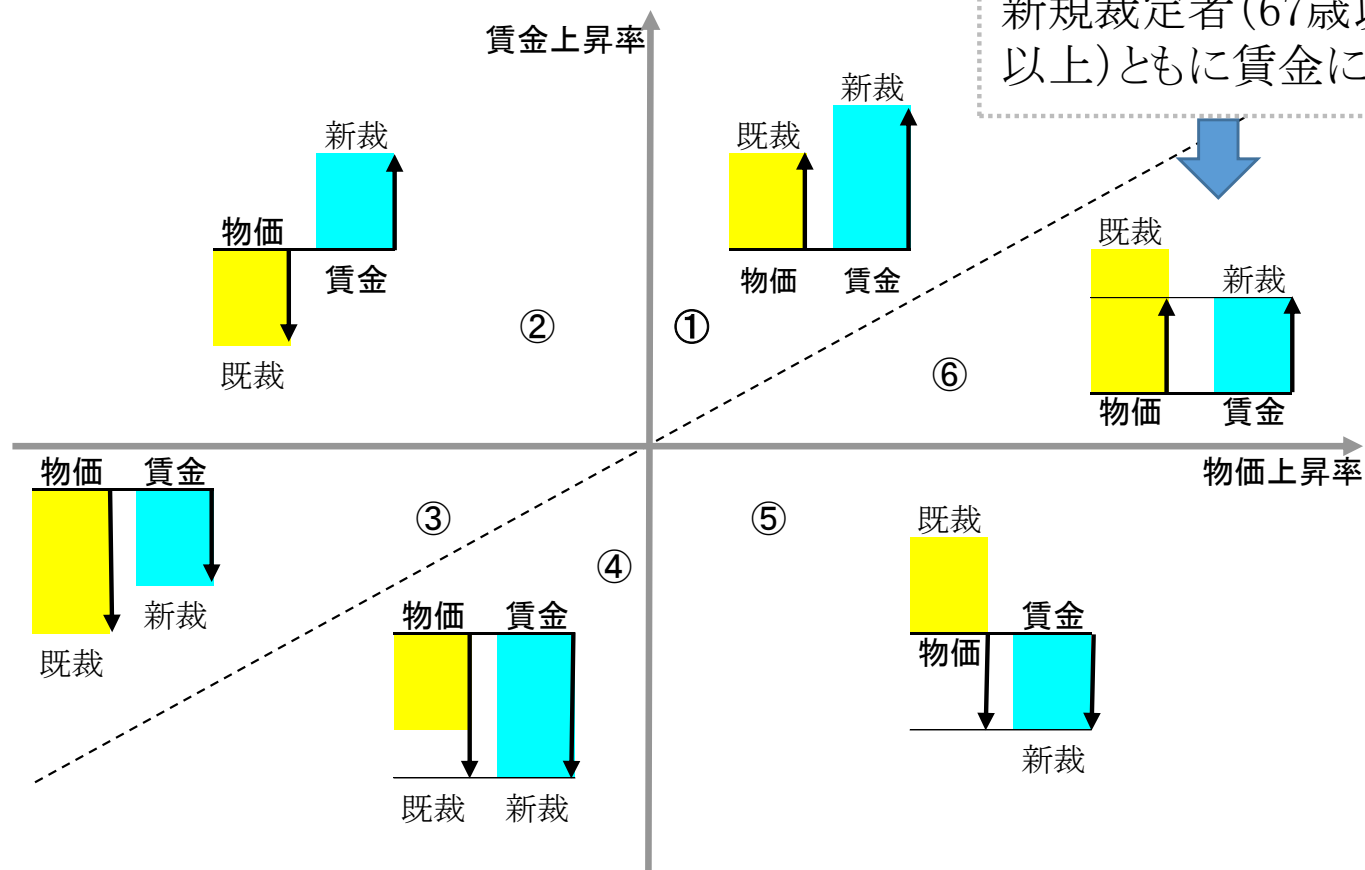 新規裁定者(67歳以
以上)ともに賃金に
賃金上昇率
新裁
既裁
物価 賃金
①
新裁
物価
賃金
既裁
②
既裁
新裁
物価 賃金
⑥
物価上昇率
物価 賃金
新裁
既裁
③
④
物価 賃金
既裁 新裁
⑤
既裁
賃金
物価
新裁